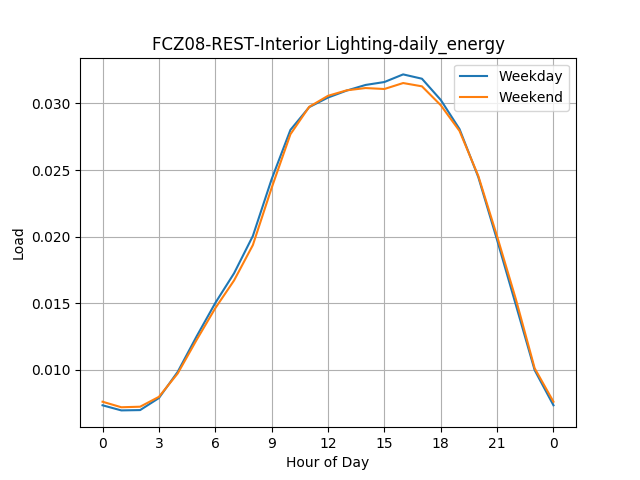 FCZ08-REST-Interior Lighting-daily_energy
Weekday
Weekend
0.030
0.025
0.020
0.015
0.010
Load
0 3 6 9 12 15 18 21 0
Hour of Day